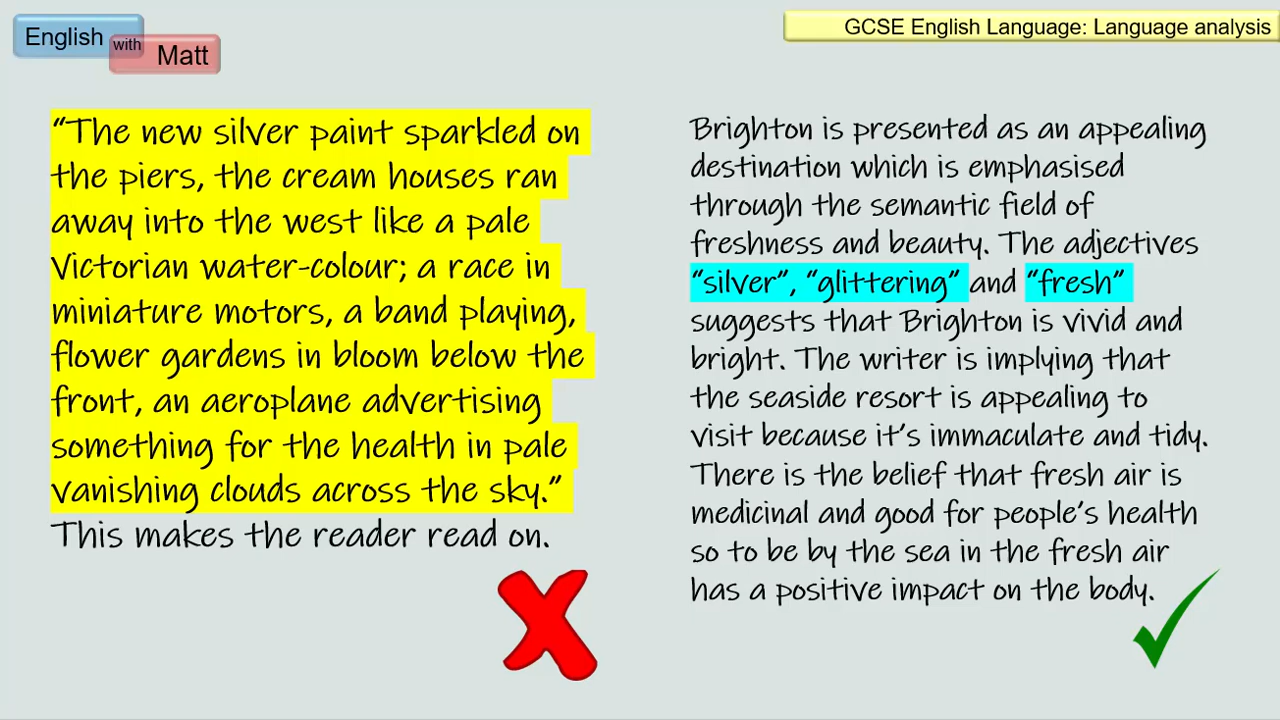 English with Matt
GCSE English Language: Language analysis
“The new silver paint sparkled on
the piers, the cream houses ran
away into the west like a pale
Victorian water-colour; a race in
miniature motors, a band playing,
flower gardens in bloom below the
front, an aeroplane advertising
something for the health in pale
vanishing clouds across the sky.”
This makes the reader read on.
Brighton is presented as an appealing
destination which is emphasised
through the semantic field of
freshness and beauty. The adjectives
“silver”, “glittering” and “fresh”
suggests that Brighton is vivid and
bright. The writer is implying that
the seaside resort is appealing to
visit because it’s immaculate and tidy.
There is the belief that fresh air is
medicinal and good for people’s health
so to be by the sea in the fresh air
has a positive impact on the body.